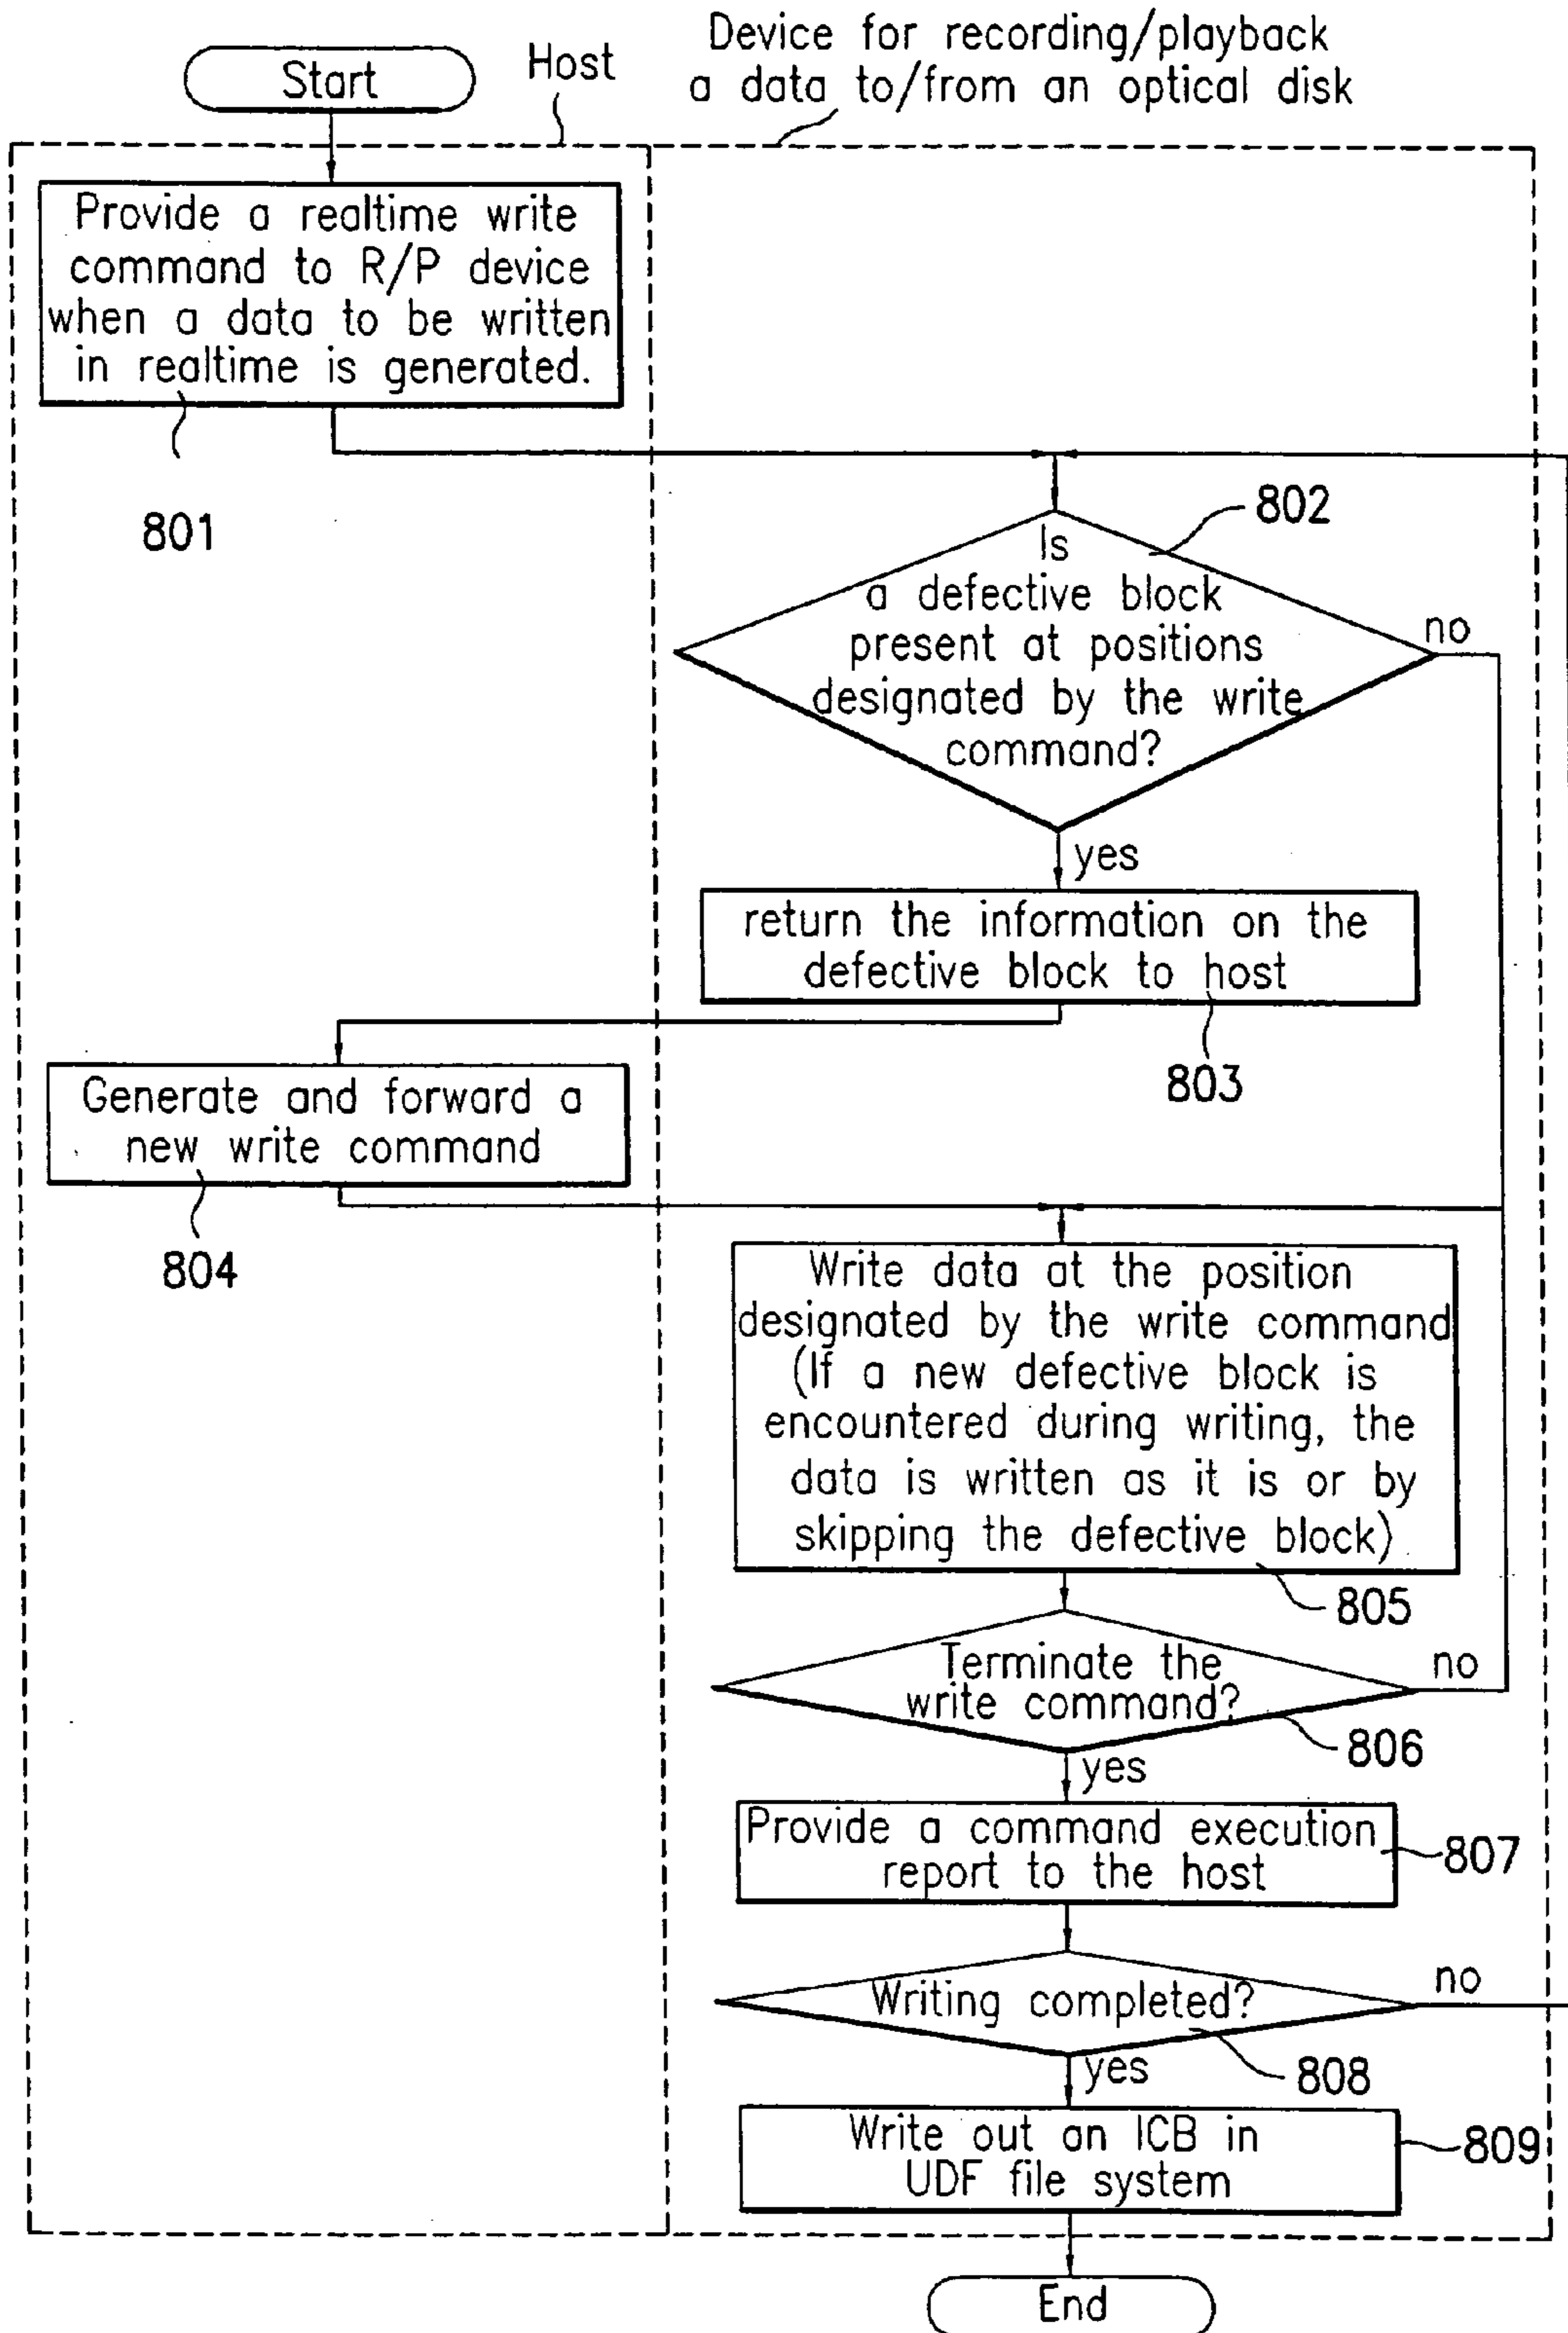 Start
Host
Device for recording/playback
a data to/from an optical disk
Provide a realtime write
command to R/P device
when a data to be written
in realtime is generated.
801
802
Is
a defective block
present at positions
designated by the write
command?
no
yes
return the information on the
defective block to host
803
Generate and forward a
new write command
804
Write data at the position
designated by the write command
(If a new defective block is
encountered during writing, the
data is written as it is or by
skipping the defective block)
805
Terminate the
write command?
no
806
yes
Provide a command execution
report to the host
807
Writing completed?
no
808
yes
Write out an ICB in
UDF file system
809
End